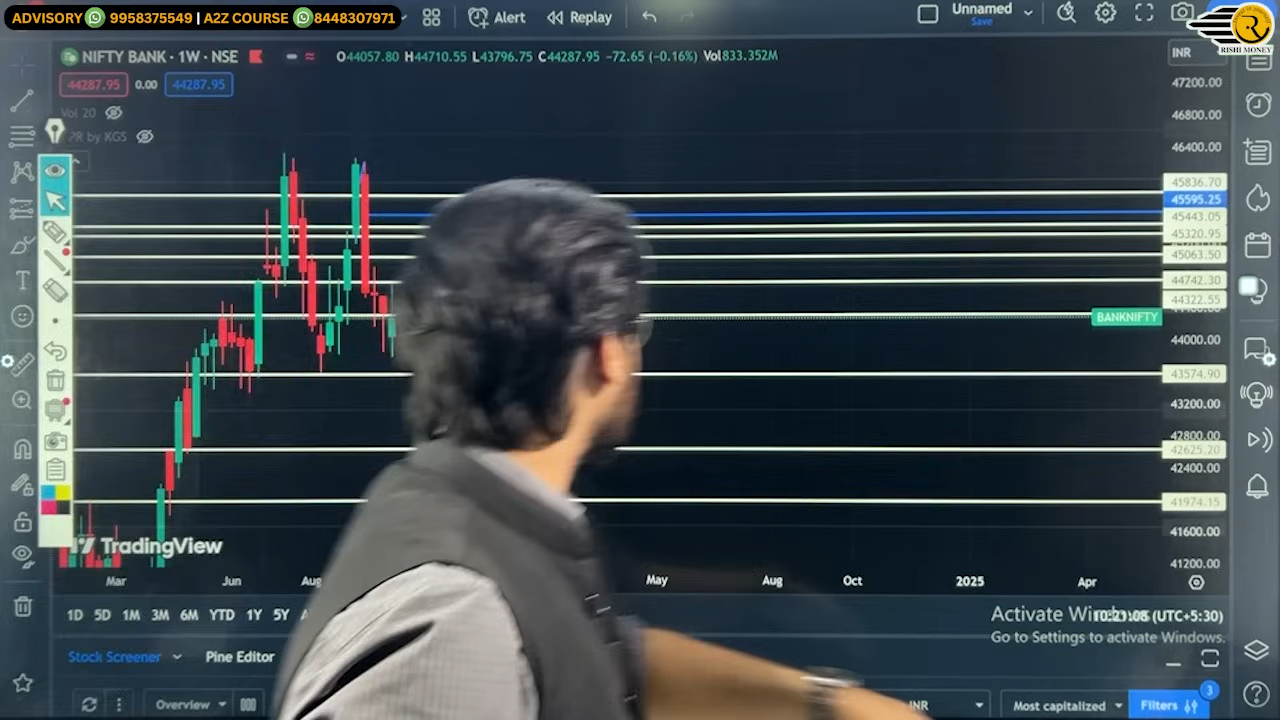 ADVISORY 9958375549 | A2Z COURSE 8448307971
Alert
Replay
Unnamed
Save
RISHI MONEY
NIFTY BANK · 1W · NSE
O44057.80 H44710.55 L43796.75 C44287.95 −72.65 (−0.16%) Vol833.352M
INR
44287.95 0.00 44287.95
Vol 20
PR by KGS
47200.00
46800.00
46400.00
45836.70
45595.25
45443.05
45320.95
45063.50
44742.30
44322.55
BANKNIFTY
44000.00
43574.90
43200.00
42800.00
42625.20
42400.00
41974.15
41600.00
41200.00
TradingView
Mar Jun Aug May Aug Oct 2025 Apr
1D 5D 1M 3M 6M YTD 1Y 5Y
10:21:08 (UTC+5:30)
Activate Windows
Go to Settings to activate Windows.
Stock Screener
Pine Editor
Overview
INR
Most capitalized
Filters
3